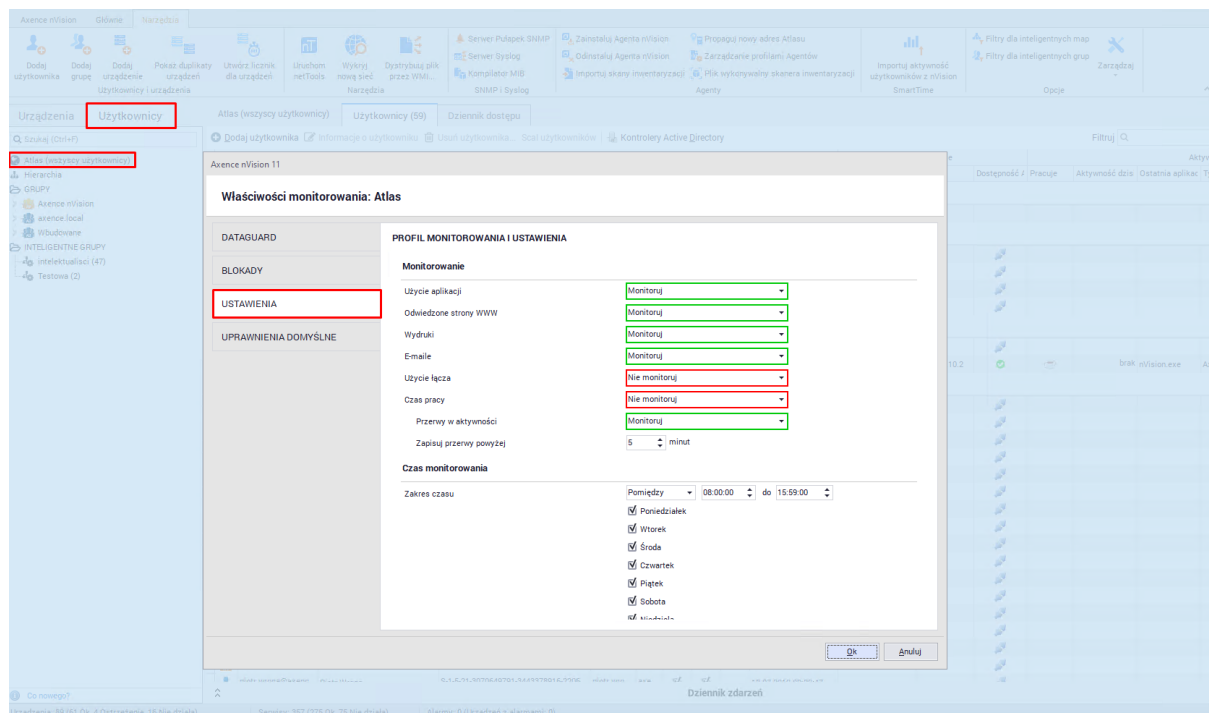 Axence nVision Główne Narzędzia
Dodaj użytkownika
Dodaj grupę
Dodaj urządzenie
Pokaż duplikaty urządzeń
Utwórz licznik dla urządzeń
Użytkownicy i urządzenia
Uruchom netTools
Wykryj nową sieć
Dystrybuuj plik przez WMI...
Narzędzia
Serwer Pułapek SNMP
Serwer Syslog
Kompilator MIB
SNMP i Syslog
Zainstaluj Agenta nVision
Odinstaluj Agenta nVision
Importuj skany inwentaryzacji
Propaguj nowy adres Atlasu
Zarządzanie profilami Agentów
Plik wykonywalny skanera inwentaryzacji
Agenty
Importuj aktywność użytkowników z nVision
SmartTime
Filtry dla inteligentnych map
Filtry dla inteligentnych grup
Zarządzaj
Opcje
Urządzenia Użytkownicy
Atlas (wszyscy użytkownicy) Użytkownicy (59) Dziennik dostępu
Szukaj (Ctrl+F)
Dodaj użytkownika Informacje o użytkowniku Usuń użytkownika... Scal użytkowników Kontrolery Active Directory
Filtruj
Atlas (wszyscy użytkownicy)
Hierarchia
GRUPY
Axence nVision
axence.local
Wbudowane
INTELIGENTNE GRUPY
intelektualisci (47)
Testowa (2)
Dostępność Pracuje Aktywność dzie Ostatnia aplikac
10.2 brak nVision.exe
Axence nVision 11
Właściwości monitorowania: Atlas
DATAGUARD
BLOKADY
USTAWIENIA
UPRAWNIENIA DOMYŚLNE
PROFIL MONITOROWANIA I USTAWIENIA
Monitorowanie
Użycie aplikacji Monitoruj
Odwiedzone strony WWW Monitoruj
Wydruki Monitoruj
E-maile Monitoruj
Użycie łącza Nie monitoruj
Czas pracy Nie monitoruj
Przerwy w aktywności Monitoruj
Zapisuj przerwy powyżej 5 minut
Czas monitorowania
Zakres czasu Pomiędzy 08:00:00 do 15:59:00
Poniedziałek
Wtorek
Środa
Czwartek
Piątek
Sobota
Niedziela
Ok Anuluj
Co nowego?
Dziennik zdarzeń